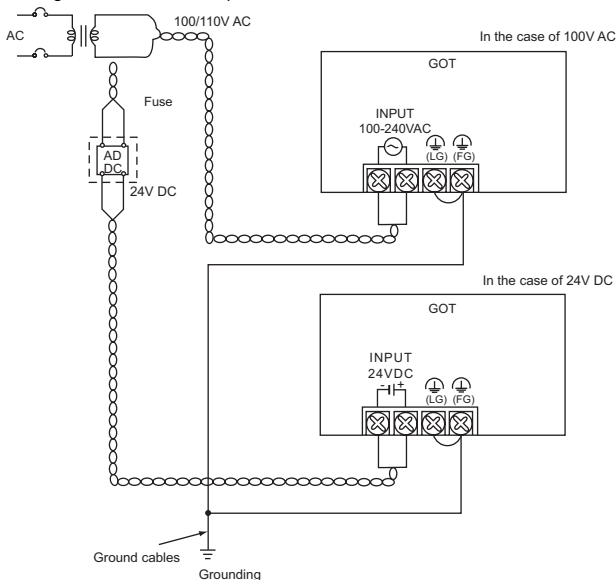 100/110V AC
AC
In the case of 100V AC
GOT
Fuse
INPUT
100-240VAC
(LG) (FG)
AD
DC
24V DC
In the case of 24V DC
GOT
INPUT
24VDC
- +
(LG) (FG)
Ground cables
Grounding